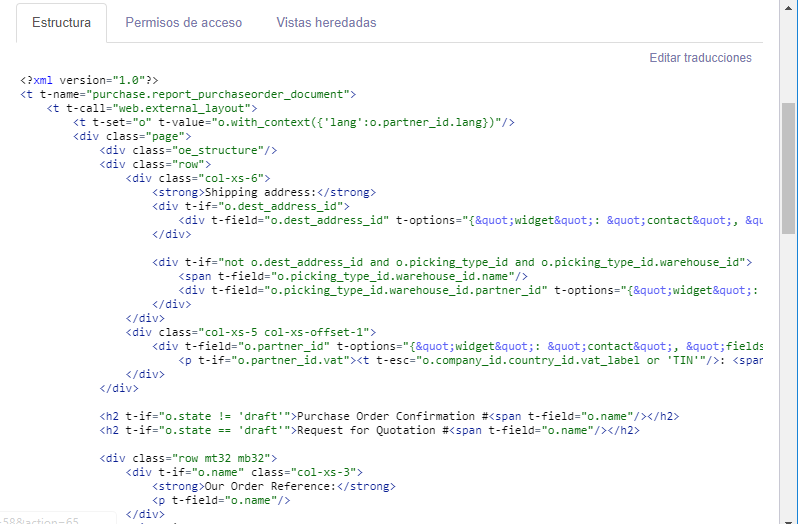 Estructura
Permisos de acceso
Vistas heredadas
Editar traducciones
<?xml version="1.0"?>
<t t-name="purchase.report_purchaseorder_document">
<t t-call="web.external_layout">
<t t-set="o" t-value="o.with_context({'lang':o.partner_id.lang})"/>
<div class="page">
<div class="oe_structure"/>
<div class="row">
<div class="col-xs-6">
<strong>Shipping address:</strong>
<div t-if="o.dest_address_id">
<div t-field="o.dest_address_id" t-options="{&quot;widget&quot;: &quot;contact&quot;, &qu
</div>
<div t-if="not o.dest_address_id and o.picking_type_id and o.picking_type_id.warehouse_id">
<span t-field="o.picking_type_id.warehouse_id.name"/>
<div t-field="o.picking_type_id.warehouse_id.partner_id" t-options="{&quot;widget&quot;:
</div>
</div>
<div class="col-xs-5 col-xs-offset-1">
<div t-field="o.partner_id" t-options="{&quot;widget&quot;: &quot;contact&quot;, &quot;fields
<p t-if="o.partner_id.vat"><t t-esc="o.company_id.country_id.vat_label or 'TIN'"/>: <span
</div>
</div>
<h2 t-if="o.state != 'draft'">Purchase Order Confirmation #<span t-field="o.name"/></h2>
<h2 t-if="o.state == 'draft'">Request for Quotation #<span t-field="o.name"/></h2>
<div class="row mt32 mb32">
<div t-if="o.name" class="col-xs-3">
<strong>Our Order Reference:</strong>
<p t-field="o.name"/>
</div>